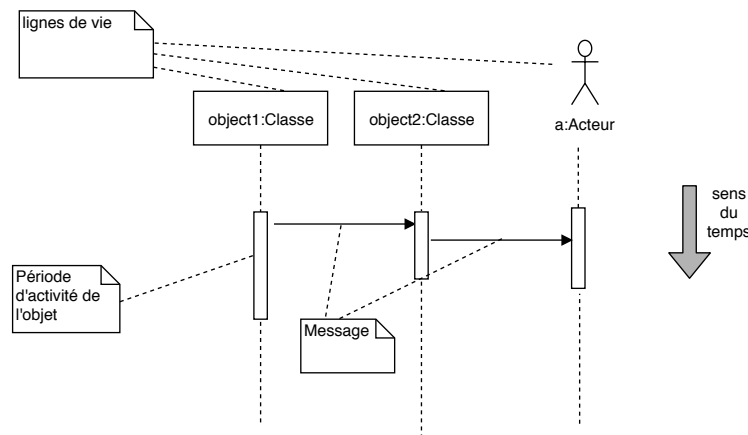 lignes de vie
object1:Classe
object2:Classe
a:Acteur
sens
du
temps
Période
d'activité de
l'objet
Message